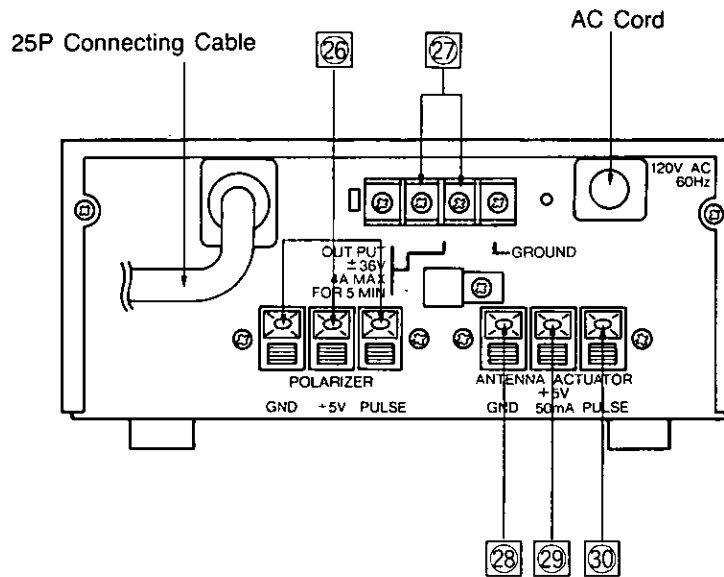 AC Cord
25P Connecting Cable
26
27
120V AC
60Hz
OUT PUT
±36V
4A MAX
FOR 5 MIN
GROUND
POLARIZER
GND +5V PULSE
ANTENNA ACTUATOR
+5V
GND 50mA PULSE
28 29 30